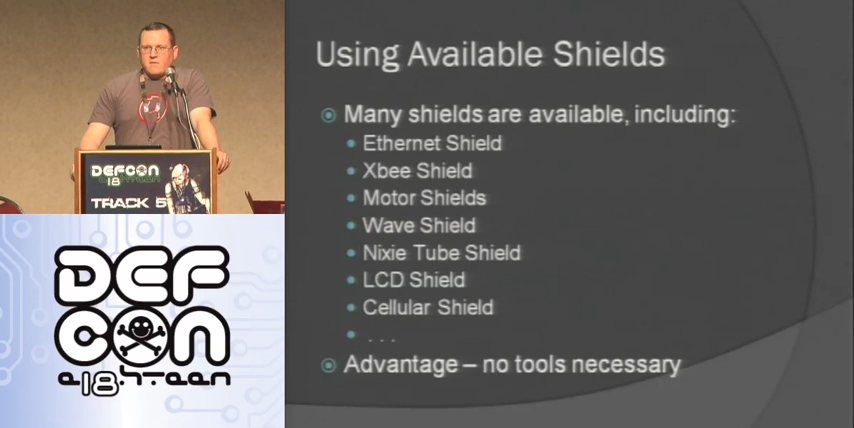 DEFCON
18
TRACK 5
DEF
CON
e18hteen
Using Available Shields
Many shields are available, including:
Ethernet Shield
Xbee Shield
Motor Shields
Wave Shield
Nixie Tube Shield
LCD Shield
Cellular Shield
. . .
Advantage – no tools necessary